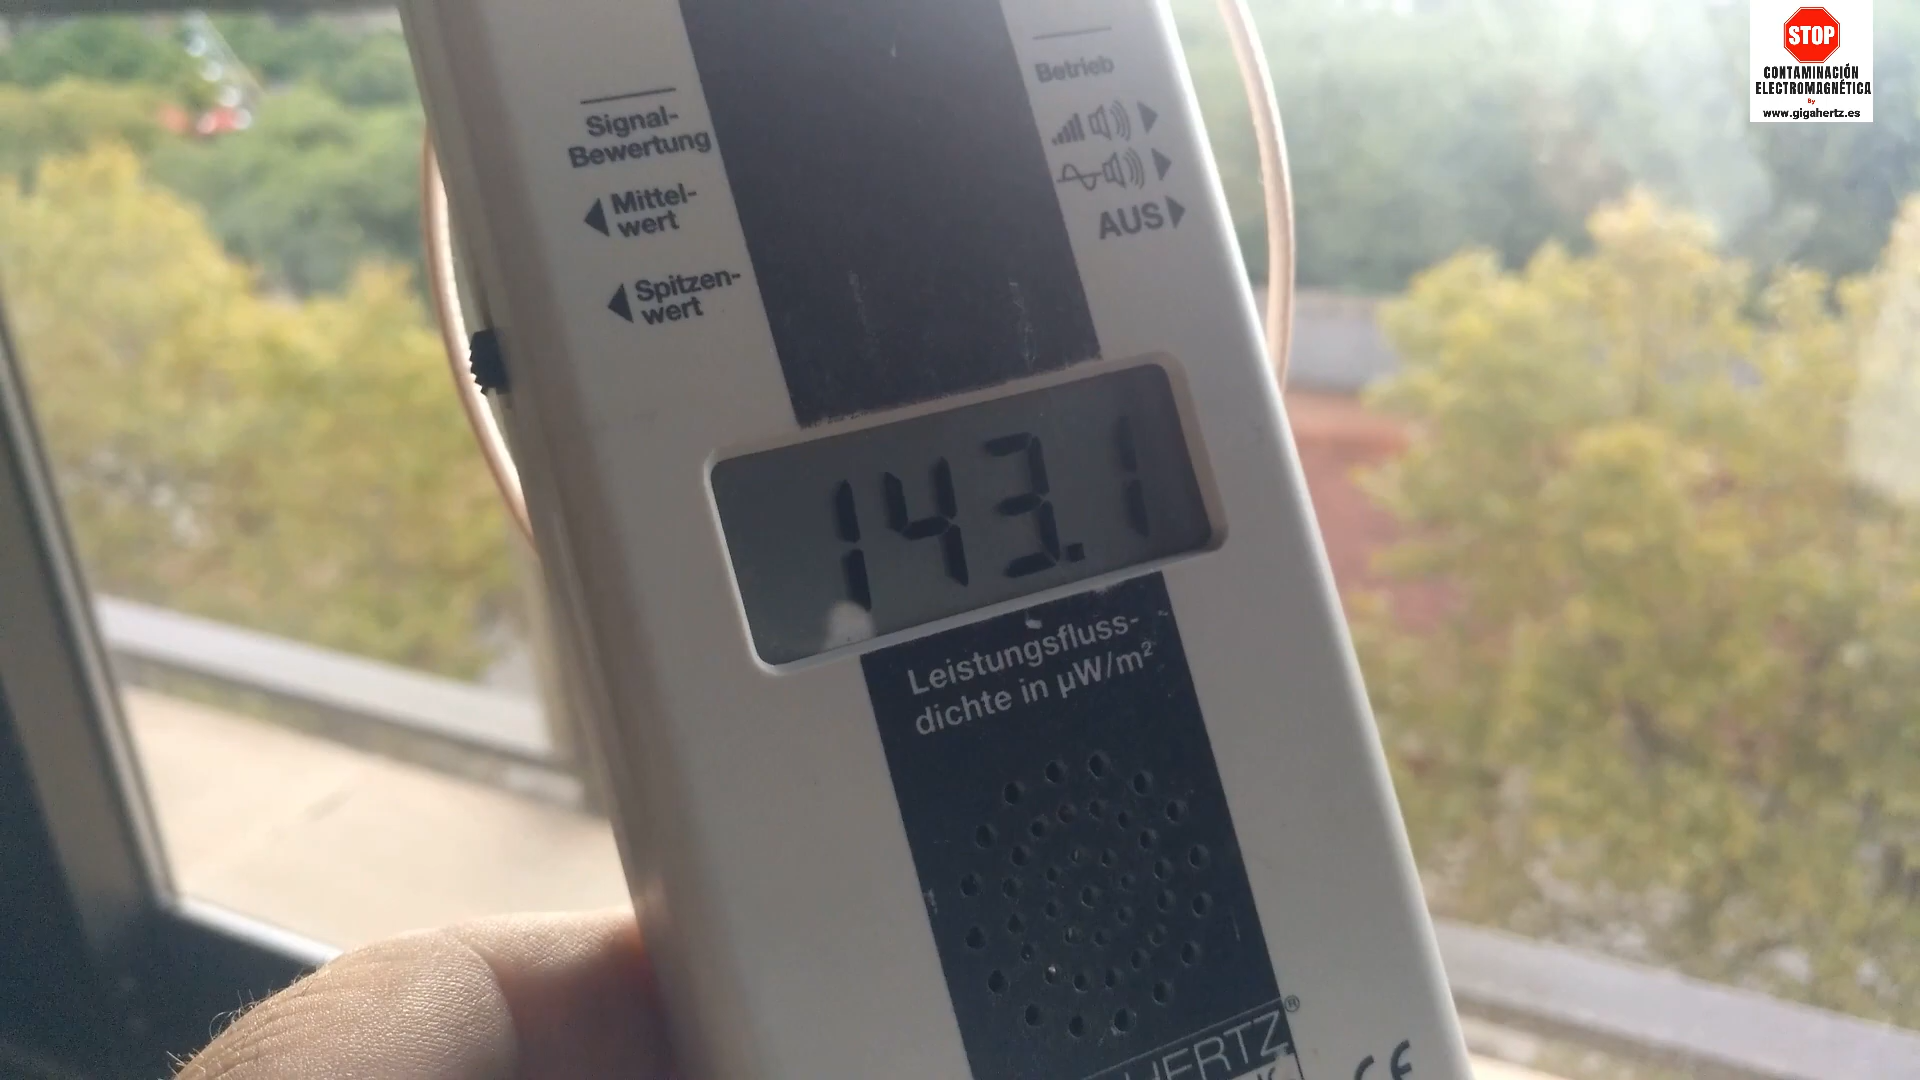 STOP
CONTAMINACIÓN
ELECTROMAGNÉTICA
By
www.gigahertz.es
Betrieb
Signal-
Bewertung
Mittel-
wert
AUS
Spitzen-
wert
143.1
Leistungsfluss-
dichte in µW/m²
HERTZ®
CE